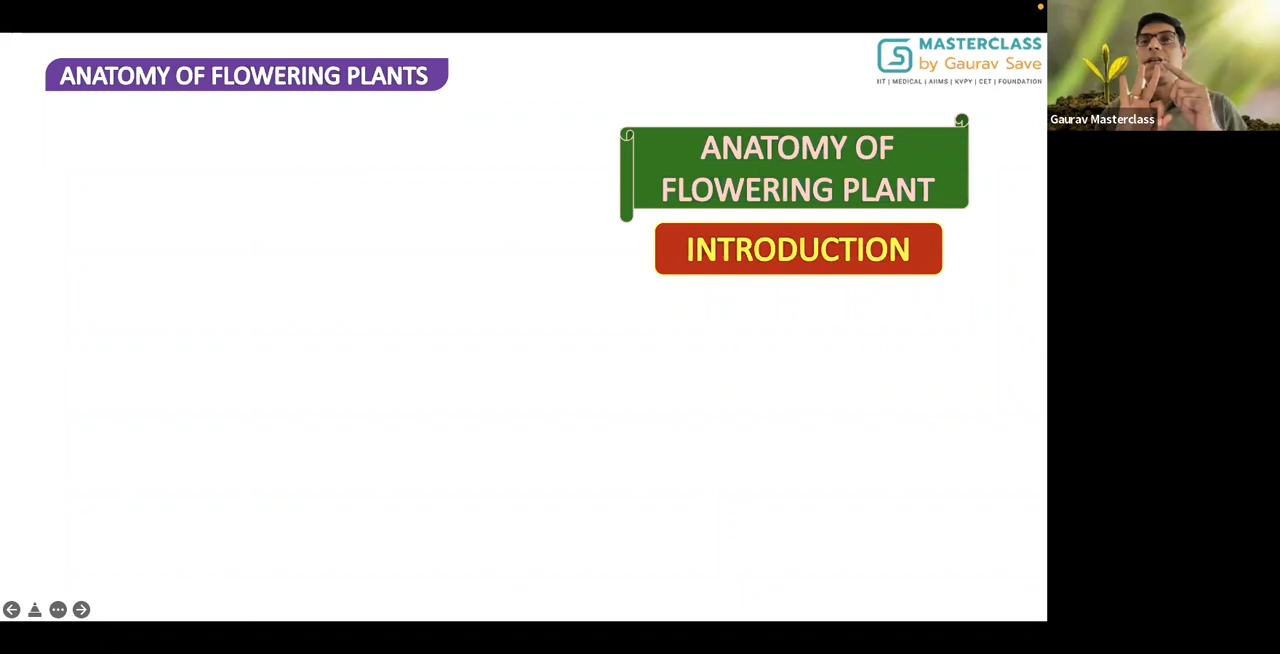 ANATOMY OF FLOWERING PLANTS
MASTERCLASS
by Gaurav Save
IIT | MEDICAL | AIIMS | KVPY | CET | FOUNDATION
Gaurav Masterclass
ANATOMY OF
FLOWERING PLANT
INTRODUCTION